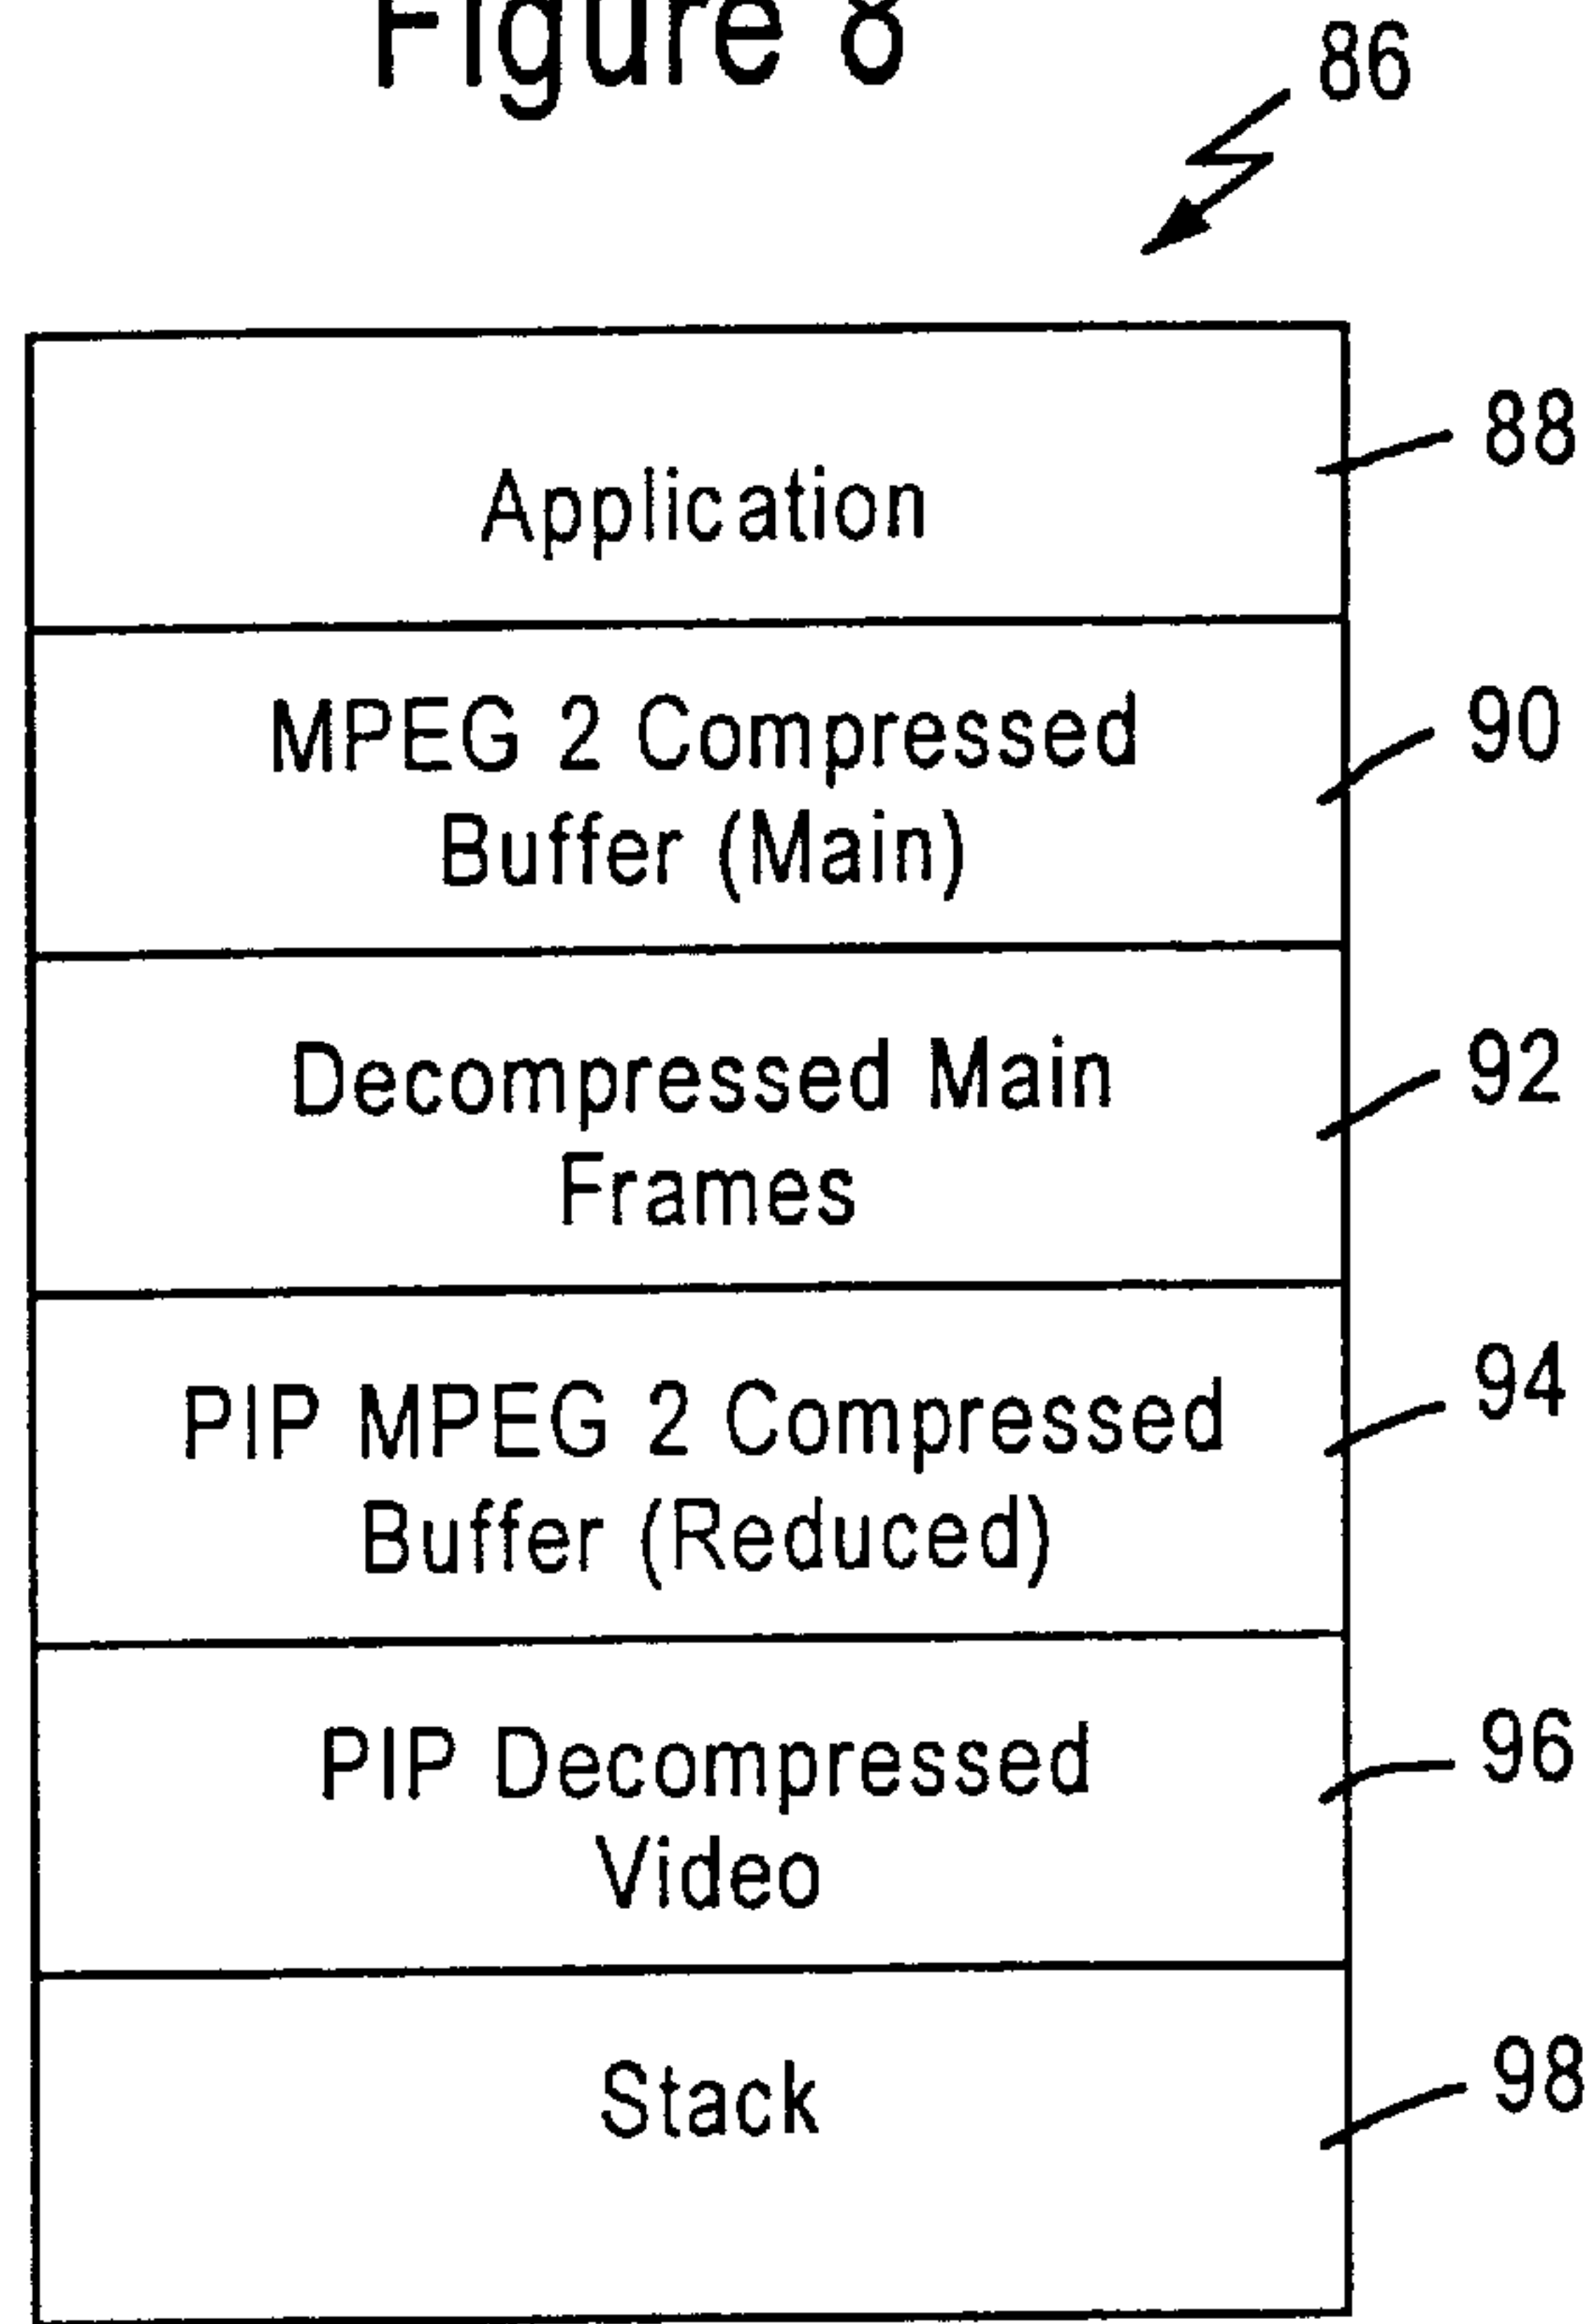 Figure 8
86
Application
88
MPEG 2 Compressed
Buffer (Main)
90
Decompressed Main
Frames
92
PIP MPEG 2 Compressed
Buffer (Reduced)
94
PIP Decompressed
Video
96
Stack
98